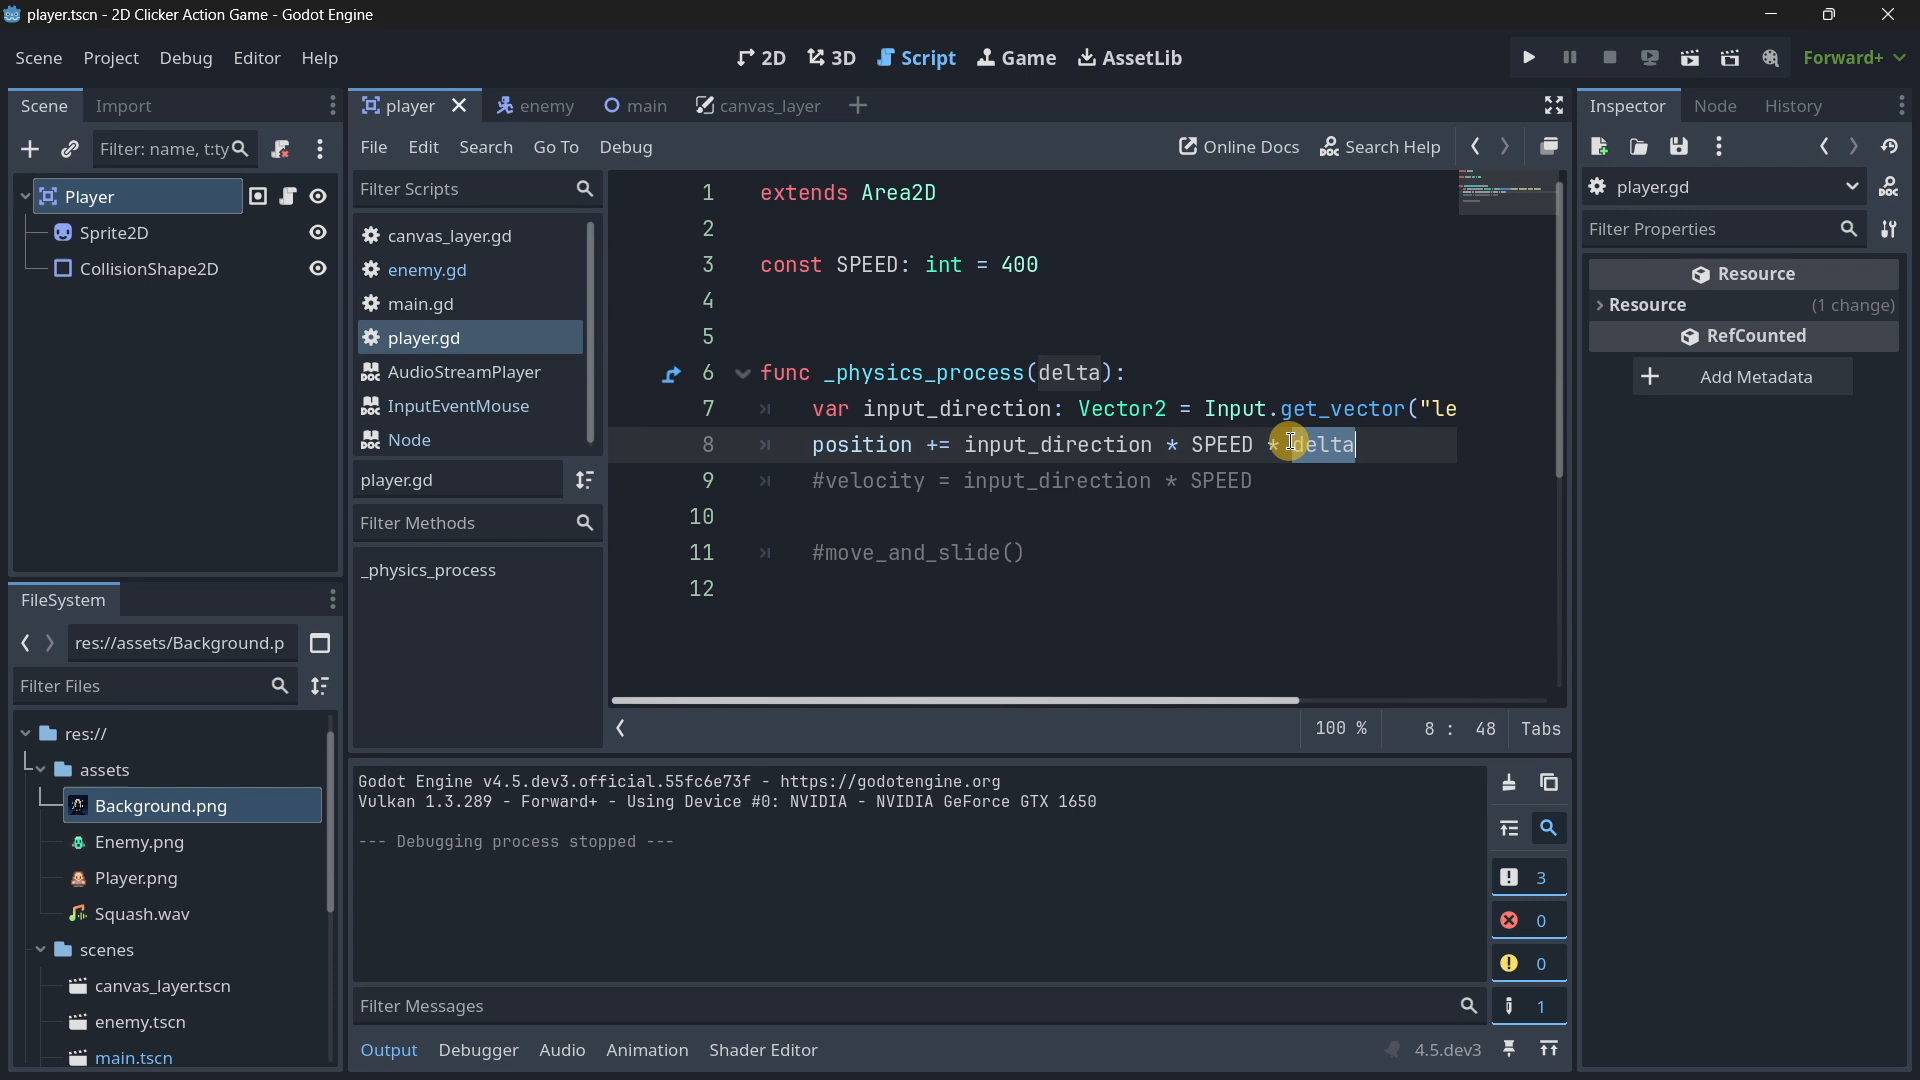 player.tscn - 2D Clicker Action Game - Godot Engine
Scene Project Debug Editor Help
2D 3D Script Game AssetLib
Forward+
Scene Import
Filter: name, t:ty
Player
Sprite2D
CollisionShape2D
FileSystem
res://assets/Background.p
Filter Files
res://
assets
Background.png
Enemy.png
Player.png
Squash.wav
scenes
canvas_layer.tscn
enemy.tscn
main.tscn
player enemy main canvas_layer
File Edit Search Go To Debug
Online Docs Search Help
Filter Scripts
canvas_layer.gd
enemy.gd
main.gd
player.gd
AudioStreamPlayer
InputEventMouse
Node
player.gd
Filter Methods
_physics_process
1 extends Area2D
2
3 const SPEED: int = 400
4
5
6 func _physics_process(delta):
7 var input_direction: Vector2 = Input.get_vector("le
8 position += input_direction * SPEED * delta
9 #velocity = input_direction * SPEED
10
11 #move_and_slide()
12
100 % 8 : 48 Tabs
Godot Engine v4.5.dev3.official.55fc6e73f - https://godotengine.org
Vulkan 1.3.289 - Forward+ - Using Device #0: NVIDIA - NVIDIA GeForce GTX 1650
--- Debugging process stopped ---
3
0
0
1
Filter Messages
Output Debugger Audio Animation Shader Editor
4.5.dev3
Inspector Node History
player.gd
Filter Properties
Resource
Resource (1 change)
RefCounted
Add Metadata